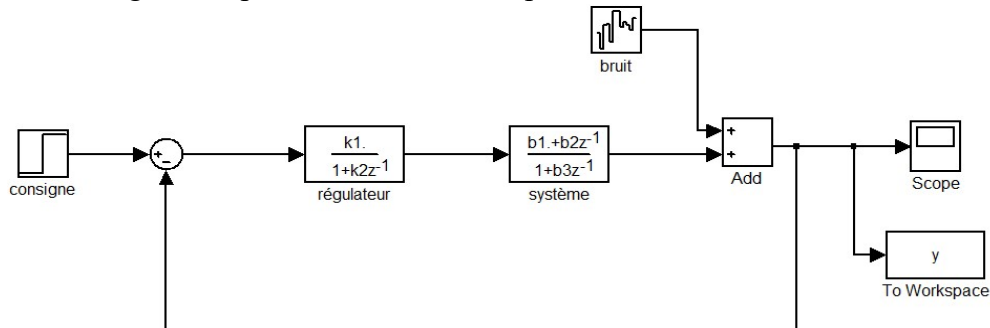 bruit
consigne
+
-
k1.
1+k2z-1
régulateur
b1.+b2z-1
1+b3z-1
système
+
+
Add
Scope
y
To Workspace